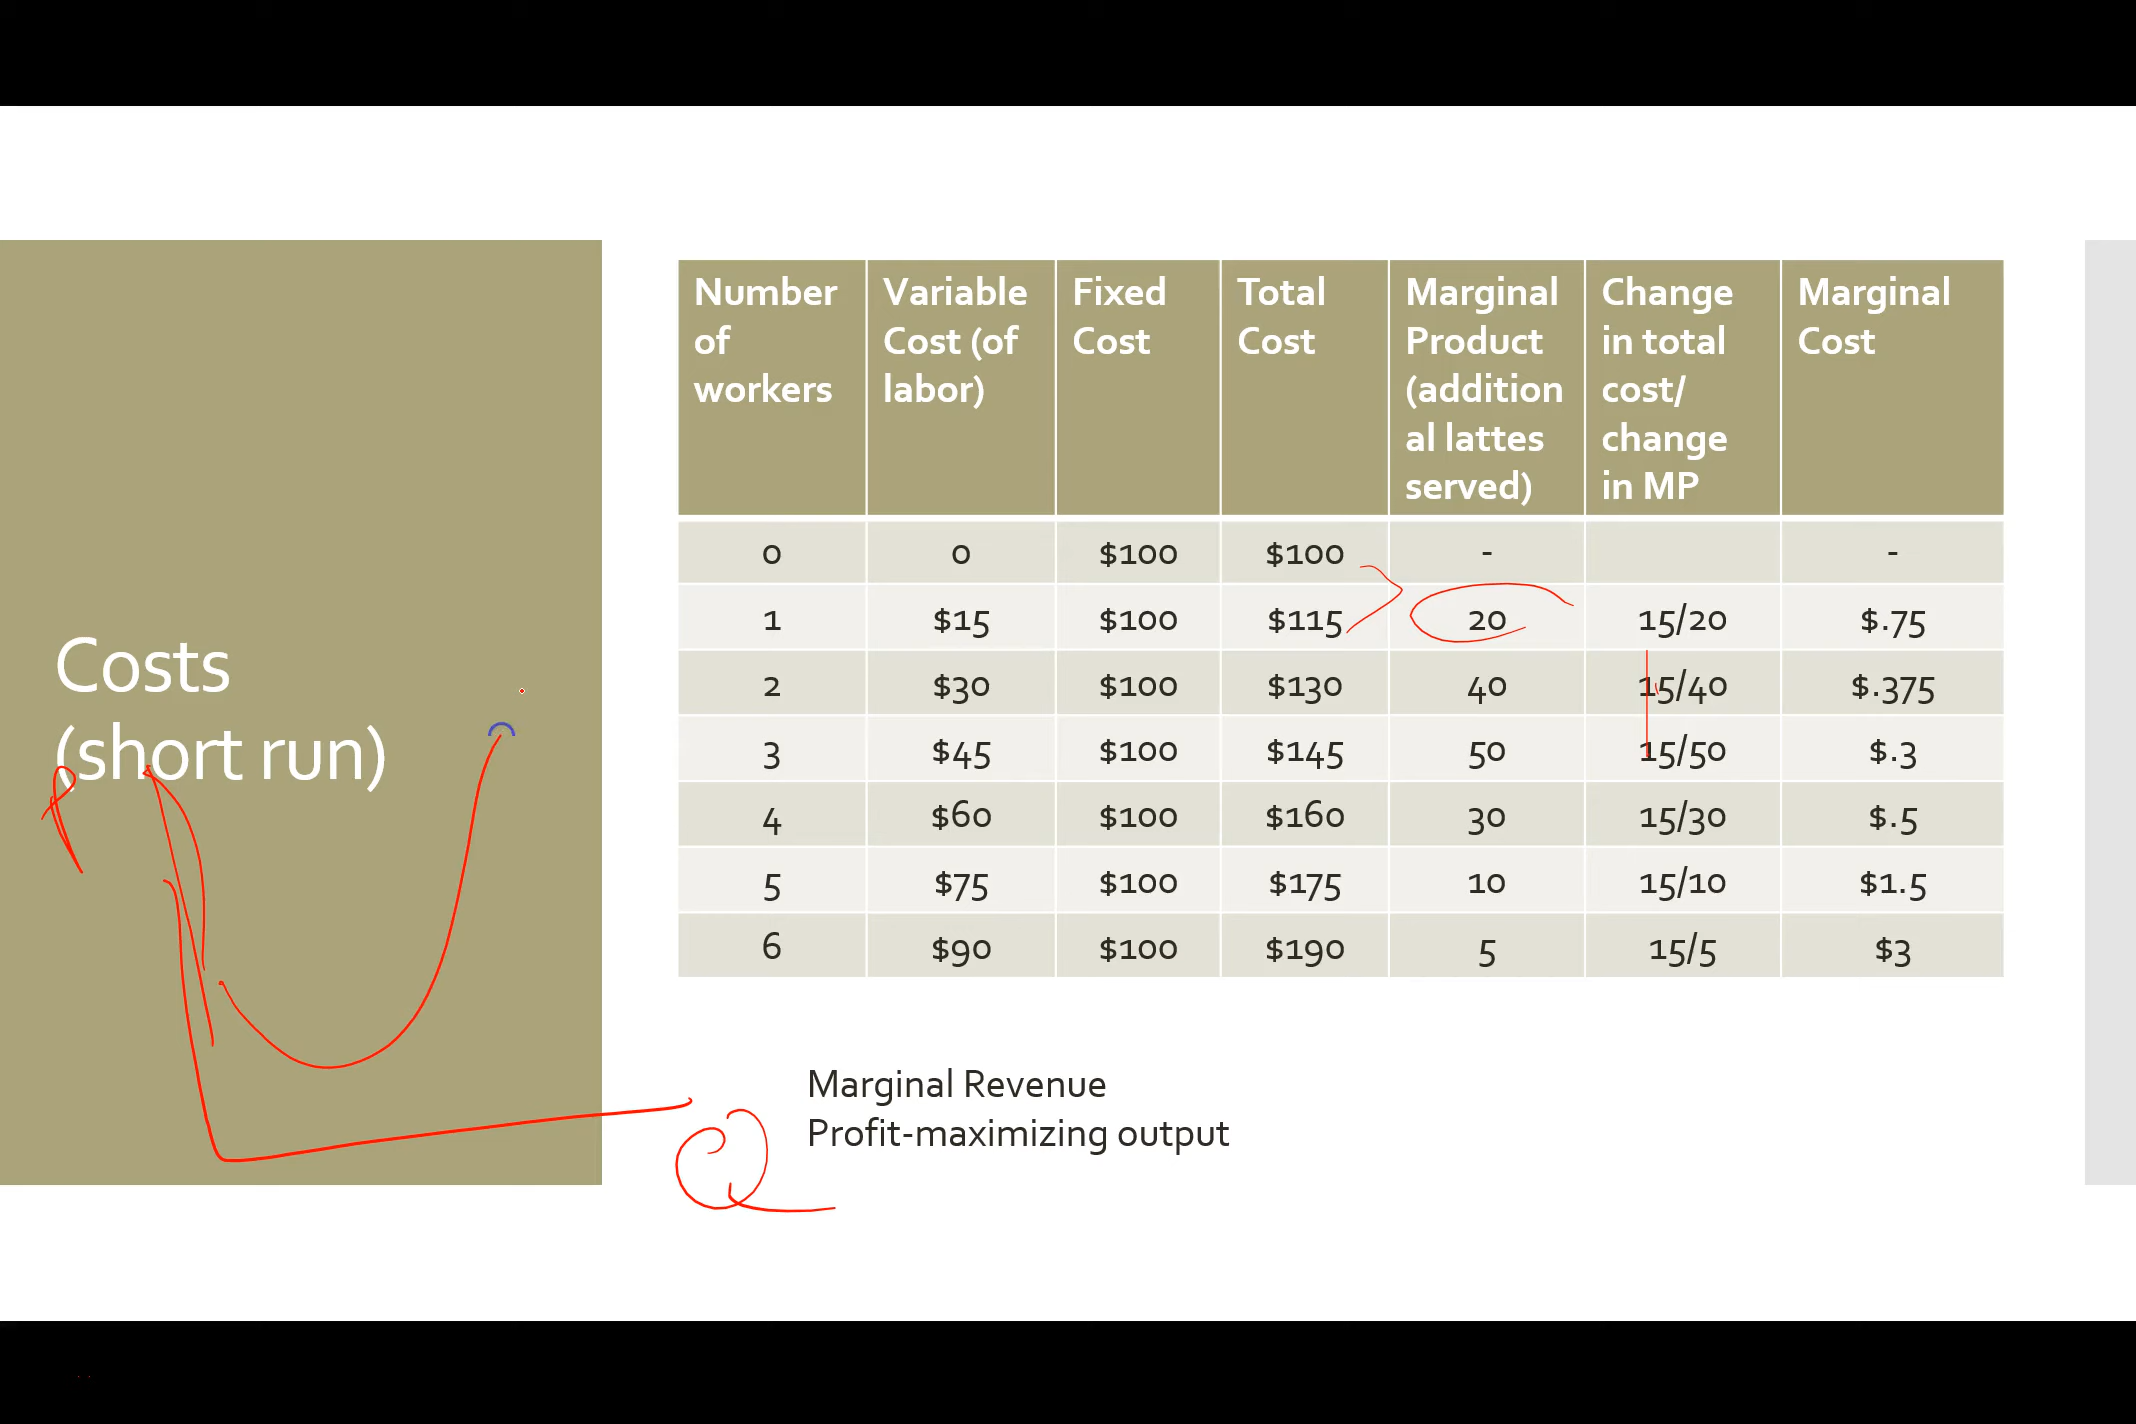 Costs
(short run)
Number of workers | Variable Cost (of labor) | Fixed Cost | Total Cost | Marginal Product (addition al lattes served) | Change in total cost/ change in MP | Marginal Cost
0 | 0 | $100 | $100 | - | | -
1 | $15 | $100 | $115 | 20 | 15/20 | $.75
2 | $30 | $100 | $130 | 40 | 15/40 | $.375
3 | $45 | $100 | $145 | 50 | 15/50 | $.3
4 | $60 | $100 | $160 | 30 | 15/30 | $.5
5 | $75 | $100 | $175 | 10 | 15/10 | $1.5
6 | $90 | $100 | $190 | 5 | 15/5 | $3
Marginal Revenue
Profit-maximizing output
P
Q